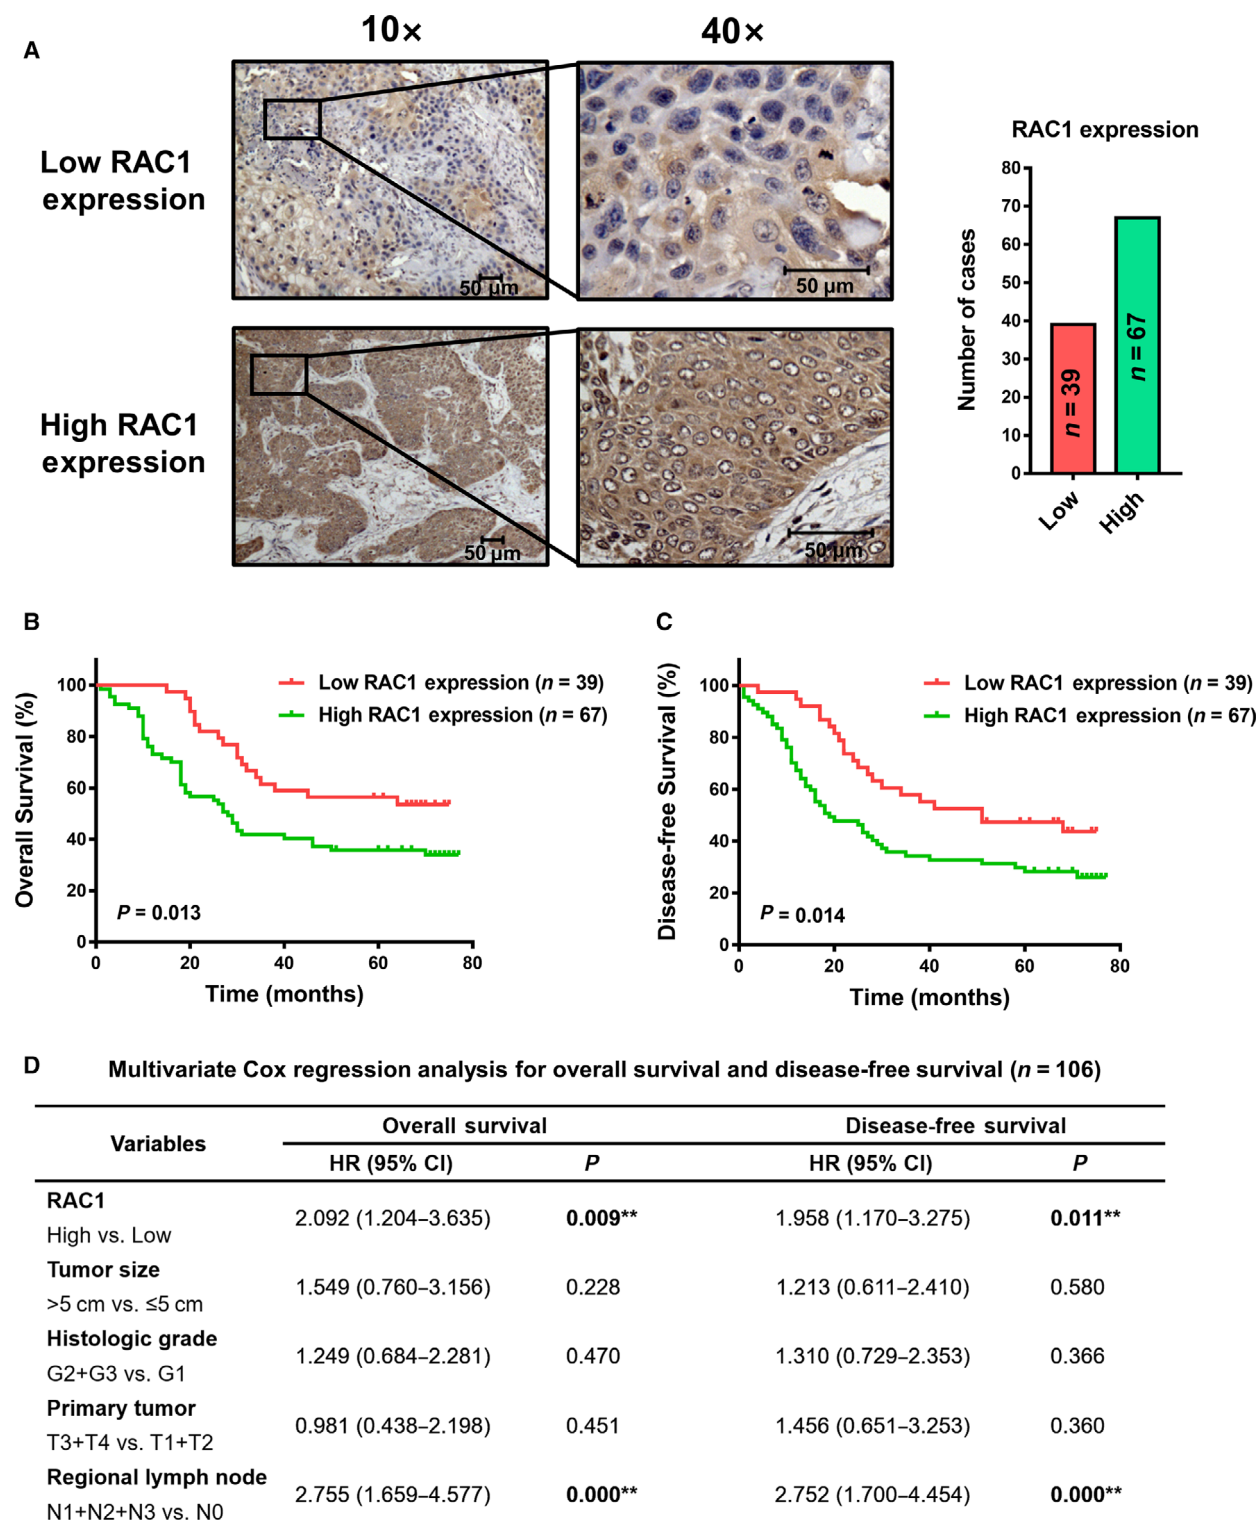 A
10×
40×
Low RAC1
expression
50 µm
50 µm
High RAC1
expression
50 µm
50 µm
RAC1 expression
Number of cases
80
70
60
50
40
30
20
10
0
n = 39
n = 67
Low
High
B
Overall Survival (%)
100
80
60
40
20
0
Low RAC1 expression (n = 39)
High RAC1 expression (n = 67)
P = 0.013
0
20
40
60
80
Time (months)
C
Disease-free Survival (%)
100
80
60
40
20
0
Low RAC1 expression (n = 39)
High RAC1 expression (n = 67)
P = 0.014
0
20
40
60
80
Time (months)
D
Multivariate Cox regression analysis for overall survival and disease-free survival (n = 106)
Variables
Overall survival
Disease-free survival
HR (95% CI) P HR (95% CI) P
RAC1
High vs. Low
2.092 (1.204–3.635) 0.009** 1.958 (1.170–3.275) 0.011**
Tumor size
>5 cm vs. ≤5 cm
1.549 (0.760–3.156) 0.228 1.213 (0.611–2.410) 0.580
Histologic grade
G2+G3 vs. G1
1.249 (0.684–2.281) 0.470 1.310 (0.729–2.353) 0.366
Primary tumor
T3+T4 vs. T1+T2
0.981 (0.438–2.198) 0.451 1.456 (0.651–3.253) 0.360
Regional lymph node
N1+N2+N3 vs. N0
2.755 (1.659–4.577) 0.000** 2.752 (1.700–4.454) 0.000**